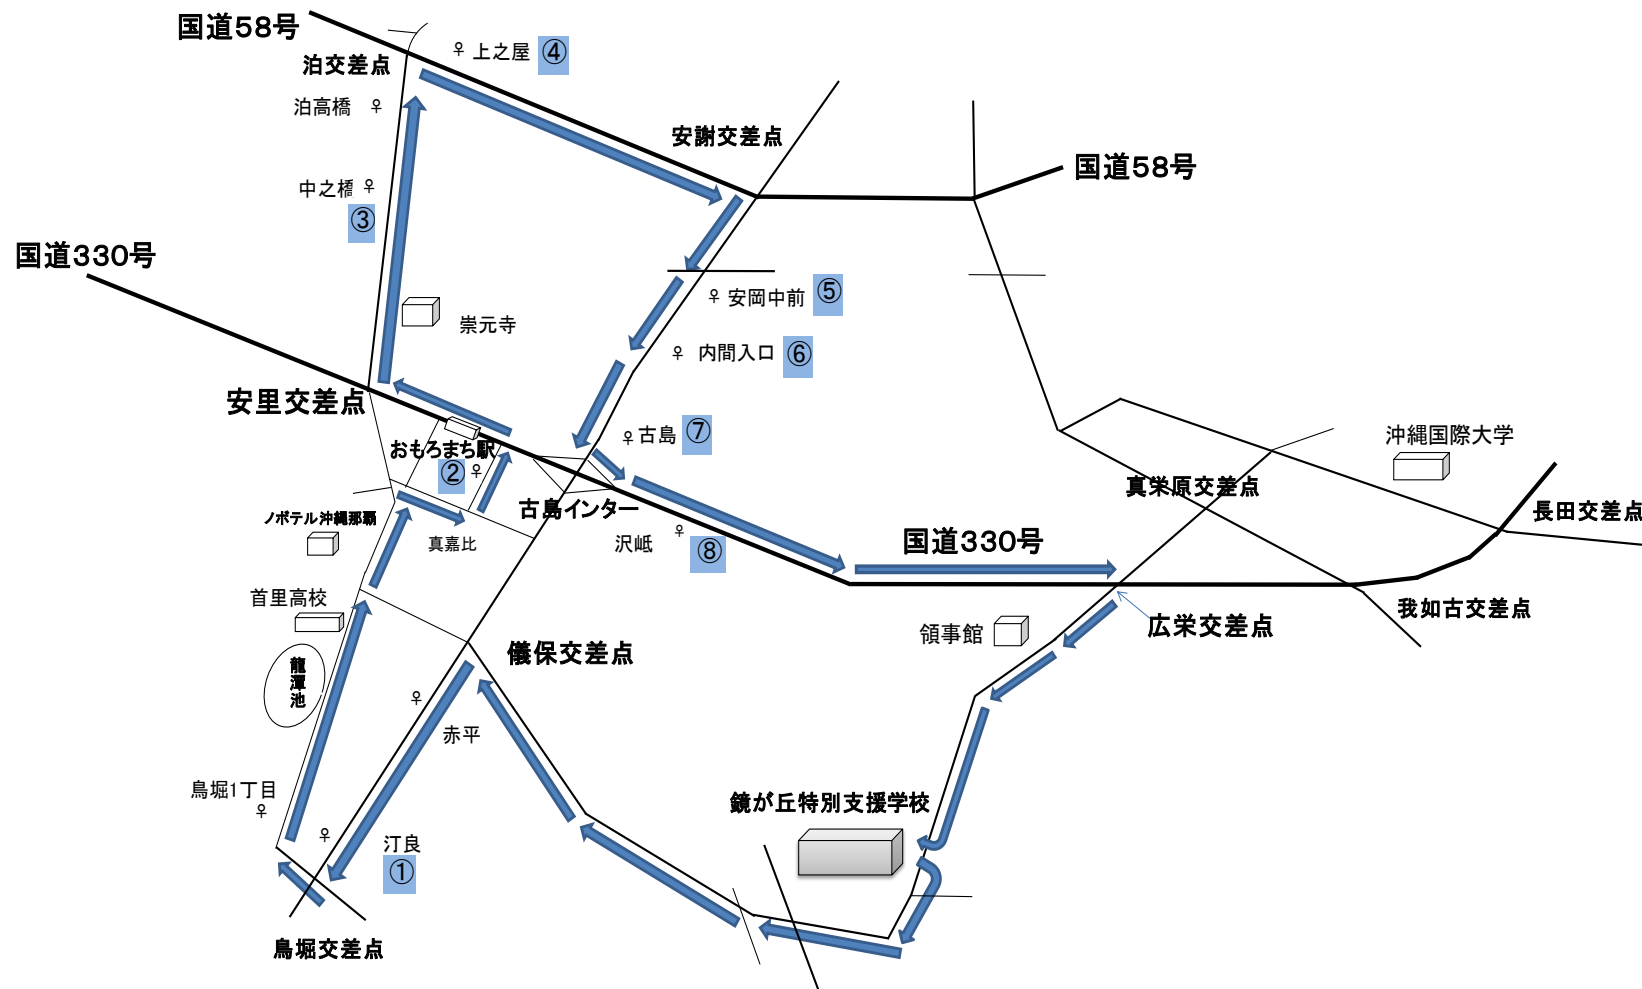 国道58号
泊交差点
♀ 上之屋 ④
泊高橋 ♀
安謝交差点
国道58号
中之橋 ♀
③
国道330号
♀ 安岡中前 ⑤
崇元寺
♀ 内間入口 ⑥
安里交差点
♀古島 ⑦
沖縄国際大学
おもろまち駅
② ♀
真栄原交差点
長田交差点
ノボテル沖縄那覇
古島インター
真嘉比
沢岻 ♀
⑧
国道330号
首里高校
我如古交差点
領事館
広栄交差点
儀保交差点
龍潭池
♀
赤平
鳥堀1丁目
♀
鏡が丘特別支援学校
♀
汀良
①
鳥堀交差点